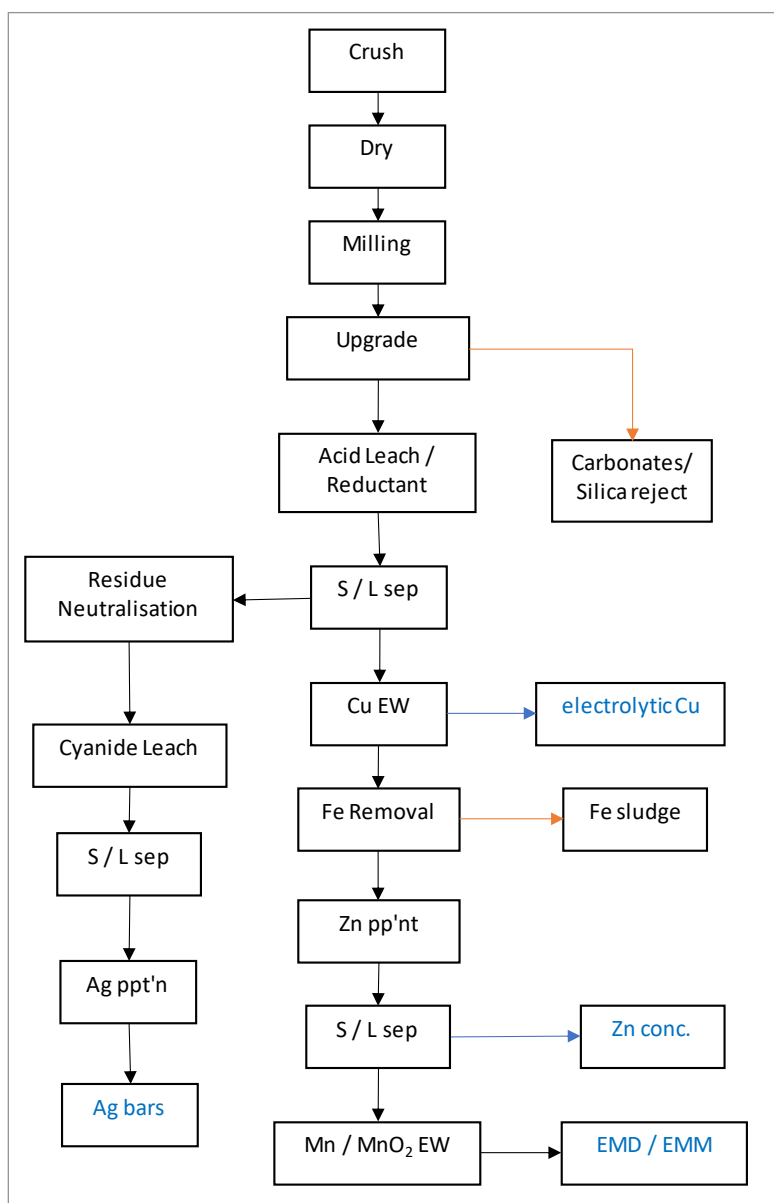 Crush
Dry
Milling
Upgrade
Acid Leach /
Reductant
Carbonates/
Silica reject
Residue
Neutralisation
S / L sep
Cu EW
electrolytic Cu
Cyanide Leach
Fe Removal
Fe sludge
S / L sep
Zn pp'nt
Ag ppt'n
S / L sep
Zn conc.
Ag bars
Mn / MnO₂ EW
EMD / EMM